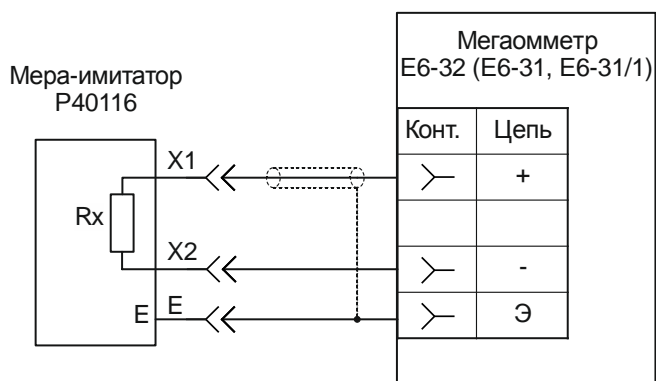 Мегаомметр
Е6-32 (Е6-31, Е6-31/1)
Мера-имитатор
Р40116
Конт. Цепь
X1
+
Rx
X2
-
E
E
Э